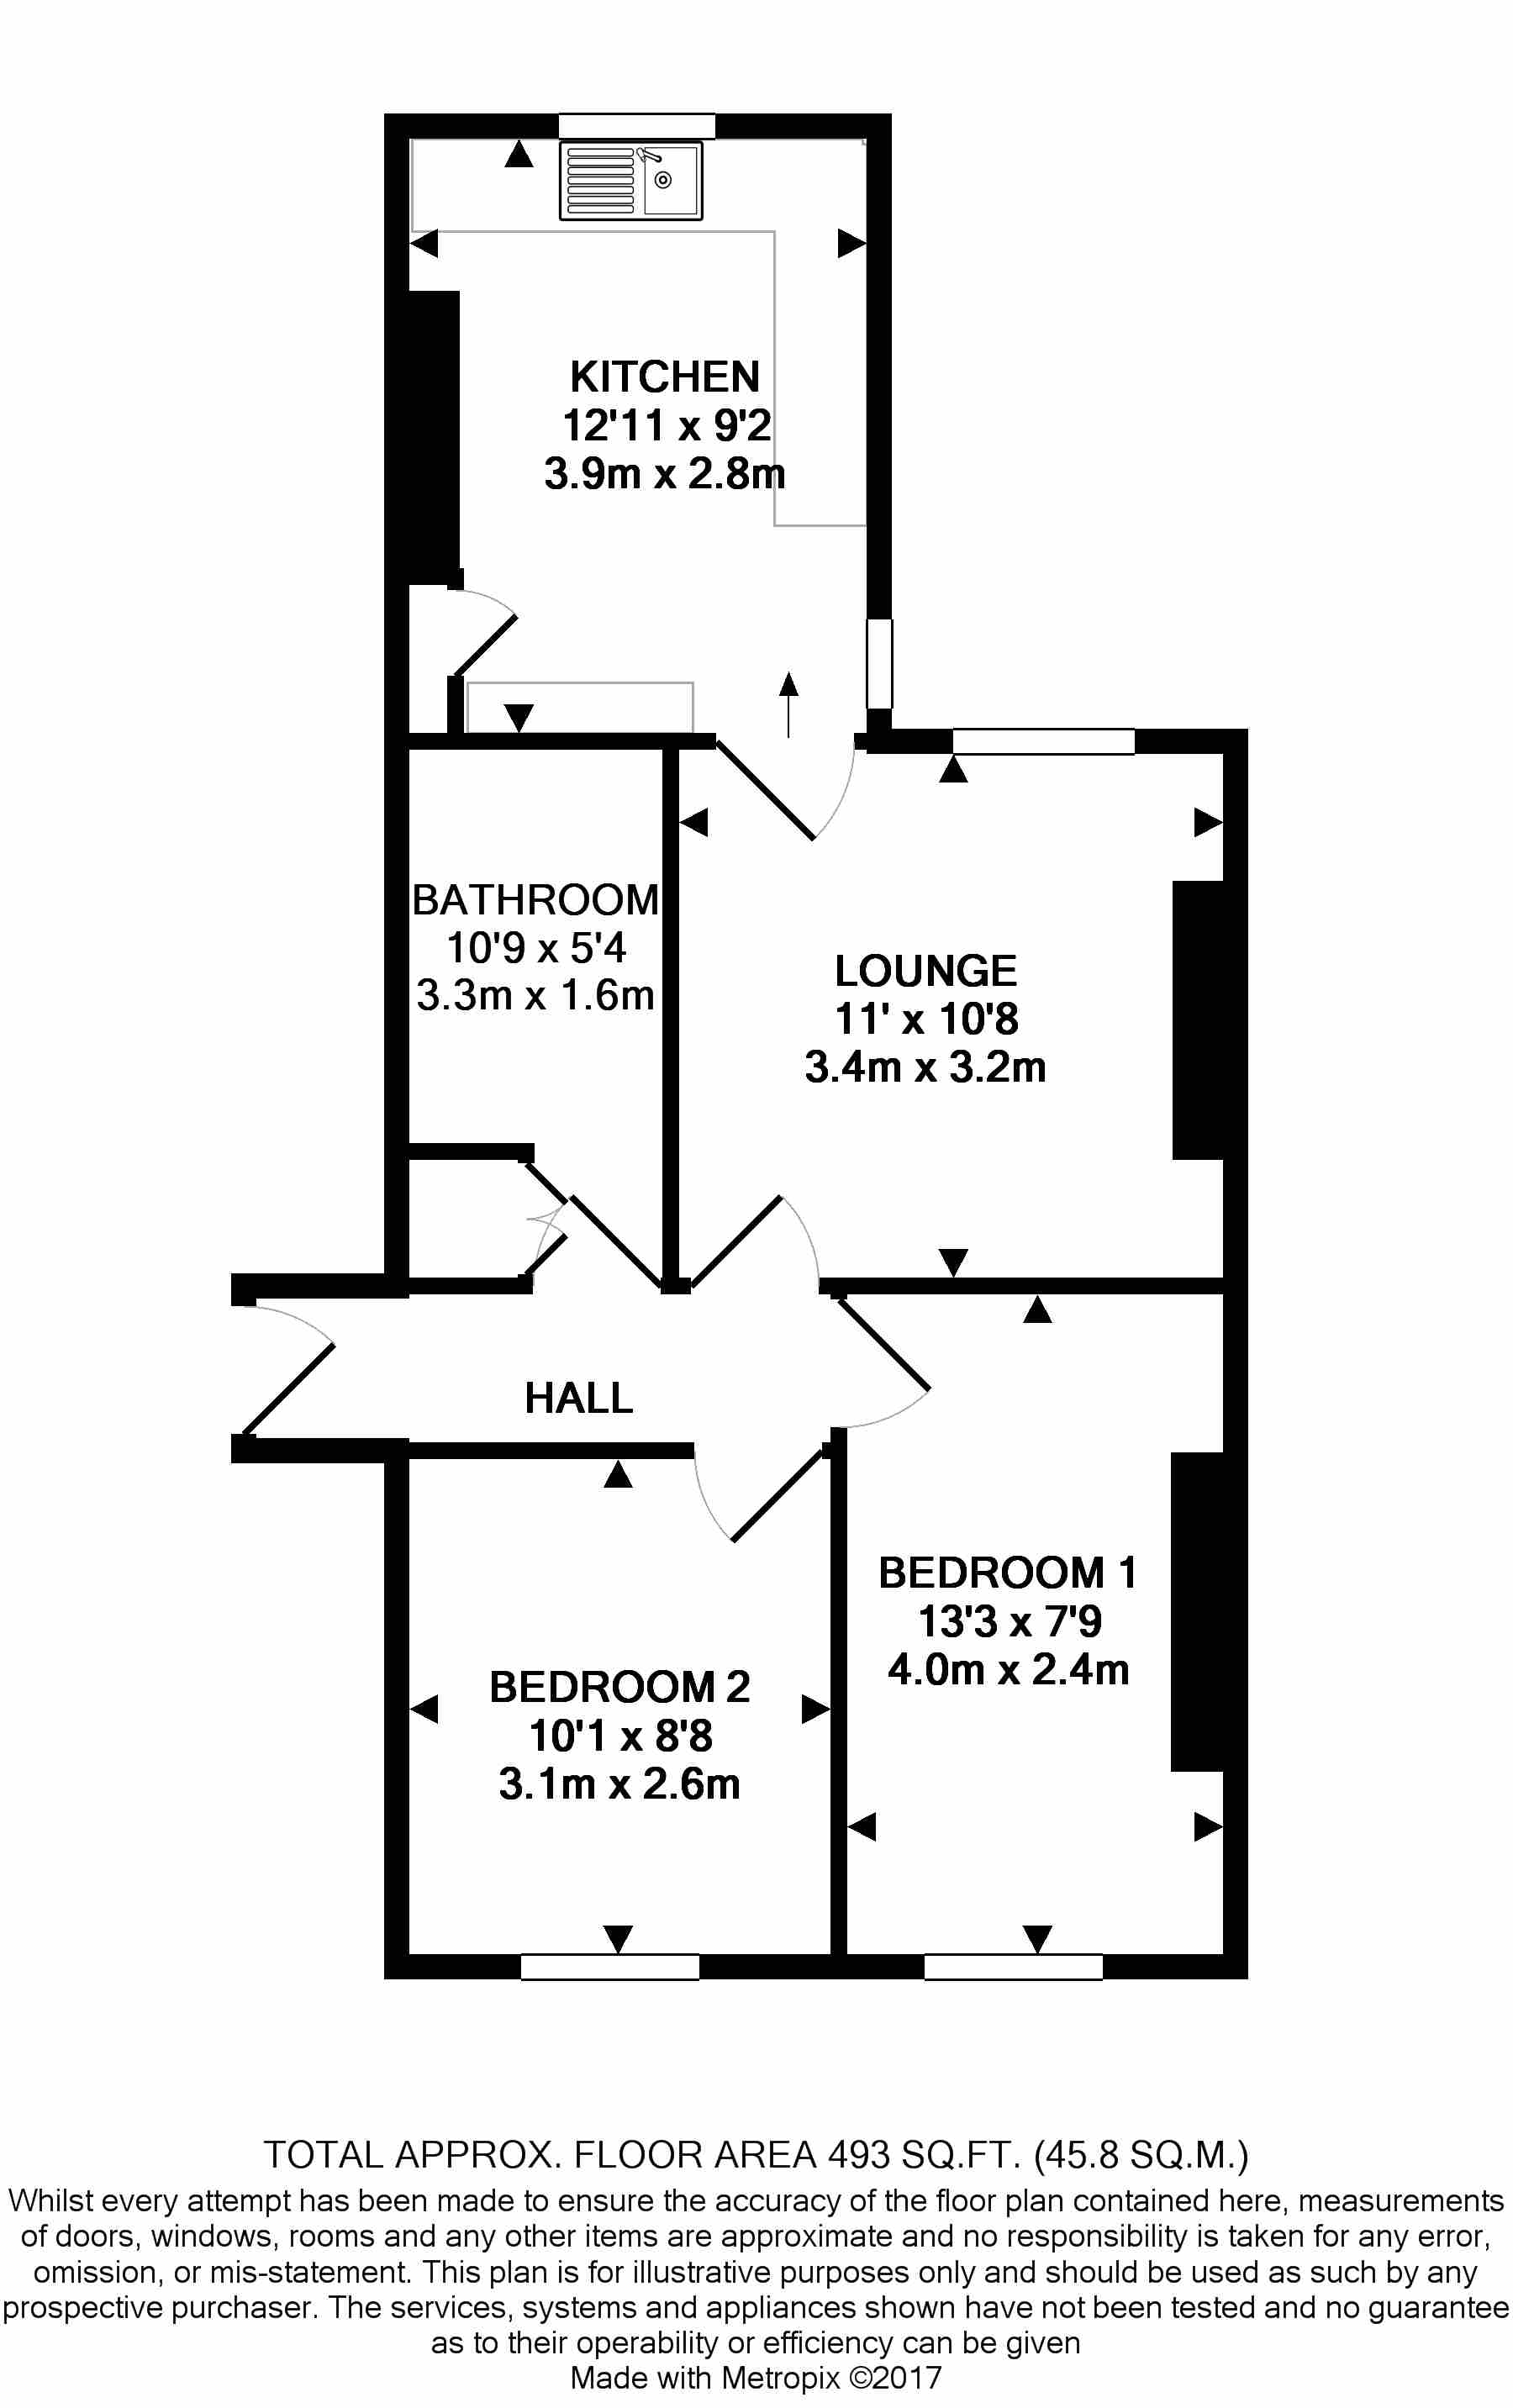 KITCHEN
12'11 x 9'2
3.9m x 2.8m
BATHROOM
10'9 x 5'4
3.3m x 1.6m
LOUNGE
11' x 10'8
3.4m x 3.2m
HALL
BEDROOM 1
13'3 x 7'9
4.0m x 2.4m
BEDROOM 2
10'1 x 8'8
3.1m x 2.6m
TOTAL APPROX. FLOOR AREA 493 SQ.FT. (45.8 SQ.M.)
Whilst every attempt has been made to ensure the accuracy of the floor plan contained here, measurements
of doors, windows, rooms and any other items are approximate and no responsibility is taken for any error,
omission, or mis-statement. This plan is for illustrative purposes only and should be used as such by any
prospective purchaser. The services, systems and appliances shown have not been tested and no guarantee
as to their operability or efficiency can be given
Made with Metropix ©2017